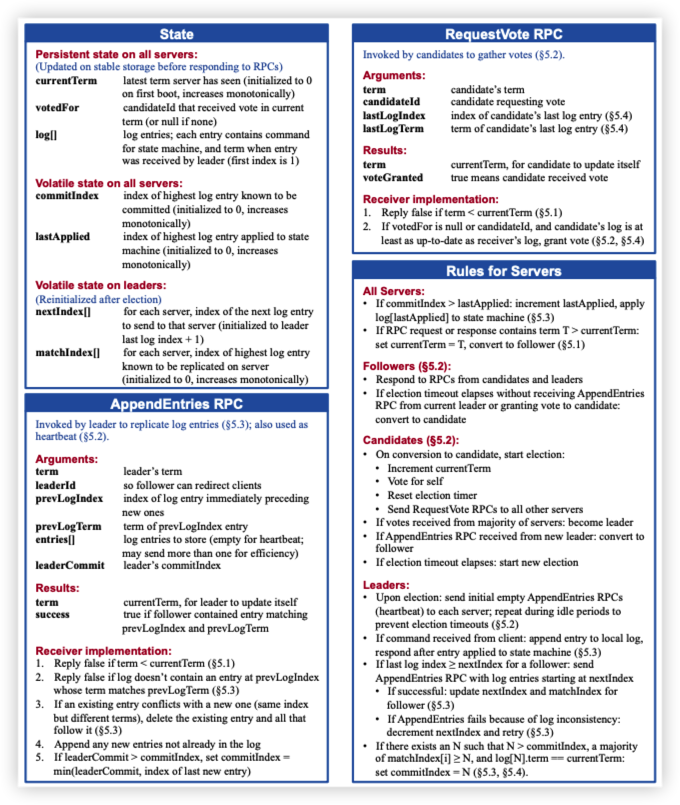 State
Persistent state on all servers:
(Updated on stable storage before responding to RPCs)
currentTerm latest term server has seen (initialized to 0
on first boot, increases monotonically)
votedFor candidateId that received vote in current
term (or null if none)
log[] log entries; each entry contains command
for state machine, and term when entry
was received by leader (first index is 1)
Volatile state on all servers:
commitIndex index of highest log entry known to be
committed (initialized to 0, increases
monotonically)
lastApplied index of highest log entry applied to state
machine (initialized to 0, increases
monotonically)
Volatile state on leaders:
(Reinitialized after election)
nextIndex[] for each server, index of the next log entry
to send to that server (initialized to leader
last log index + 1)
matchIndex[] for each server, index of highest log entry
known to be replicated on server
(initialized to 0, increases monotonically)
AppendEntries RPC
Invoked by leader to replicate log entries (§5.3); also used as
heartbeat (§5.2).
Arguments:
term leader's term
leaderId so follower can redirect clients
prevLogIndex index of log entry immediately preceding
new ones
prevLogTerm term of prevLogIndex entry
entries[] log entries to store (empty for heartbeat;
may send more than one for efficiency)
leaderCommit leader's commitIndex
Results:
term currentTerm, for leader to update itself
success true if follower contained entry matching
prevLogIndex and prevLogTerm
Receiver implementation:
1. Reply false if term < currentTerm (§5.1)
2. Reply false if log doesn't contain an entry at prevLogIndex
whose term matches prevLogTerm (§5.3)
3. If an existing entry conflicts with a new one (same index
but different terms), delete the existing entry and all that
follow it (§5.3)
4. Append any new entries not already in the log
5. If leaderCommit > commitIndex, set commitIndex =
min(leaderCommit, index of last new entry)
RequestVote RPC
Invoked by candidates to gather votes (§5.2).
Arguments:
term candidate's term
candidateId candidate requesting vote
lastLogIndex index of candidate's last log entry (§5.4)
lastLogTerm term of candidate's last log entry (§5.4)
Results:
term currentTerm, for candidate to update itself
voteGranted true means candidate received vote
Receiver implementation:
1. Reply false if term < currentTerm (§5.1)
2. If votedFor is null or candidateId, and candidate's log is at
least as up-to-date as receiver's log, grant vote (§5.2, §5.4)
Rules for Servers
All Servers:
• If commitIndex > lastApplied: increment lastApplied, apply
log[lastApplied] to state machine (§5.3)
• If RPC request or response contains term T > currentTerm:
set currentTerm = T, convert to follower (§5.1)
Followers (§5.2):
• Respond to RPCs from candidates and leaders
• If election timeout elapses without receiving AppendEntries
RPC from current leader or granting vote to candidate:
convert to candidate
Candidates (§5.2):
• On conversion to candidate, start election:
• Increment currentTerm
• Vote for self
• Reset election timer
• Send RequestVote RPCs to all other servers
• If votes received from majority of servers: become leader
• If AppendEntries RPC received from new leader: convert to
follower
• If election timeout elapses: start new election
Leaders:
• Upon election: send initial empty AppendEntries RPCs
(heartbeat) to each server; repeat during idle periods to
prevent election timeouts (§5.2)
• If command received from client: append entry to local log,
respond after entry applied to state machine (§5.3)
• If last log index ≥ nextIndex for a follower: send
AppendEntries RPC with log entries starting at nextIndex
• If successful: update nextIndex and matchIndex for
follower (§5.3)
• If AppendEntries fails because of log inconsistency:
decrement nextIndex and retry (§5.3)
• If there exists an N such that N > commitIndex, a majority
of matchIndex[i] ≥ N, and log[N].term == currentTerm:
set commitIndex = N (§5.3, §5.4).